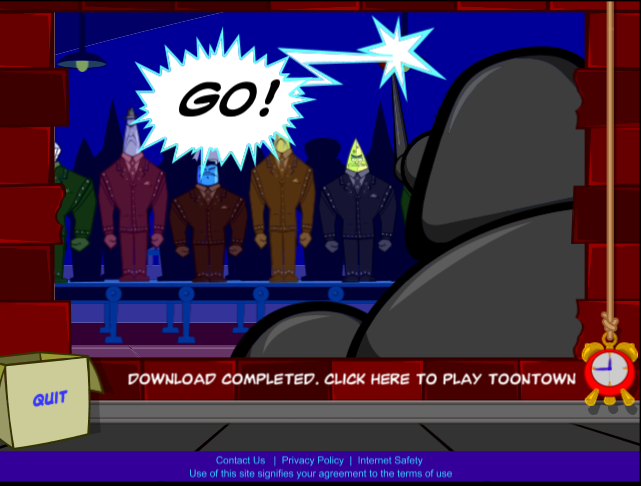 GO!
DOWNLOAD COMPLETED. CLICK HERE TO PLAY TOONTOWN
QUIT
Contact Us | Privacy Policy | Internet Safety
Use of this site signifies your agreement to the terms of use